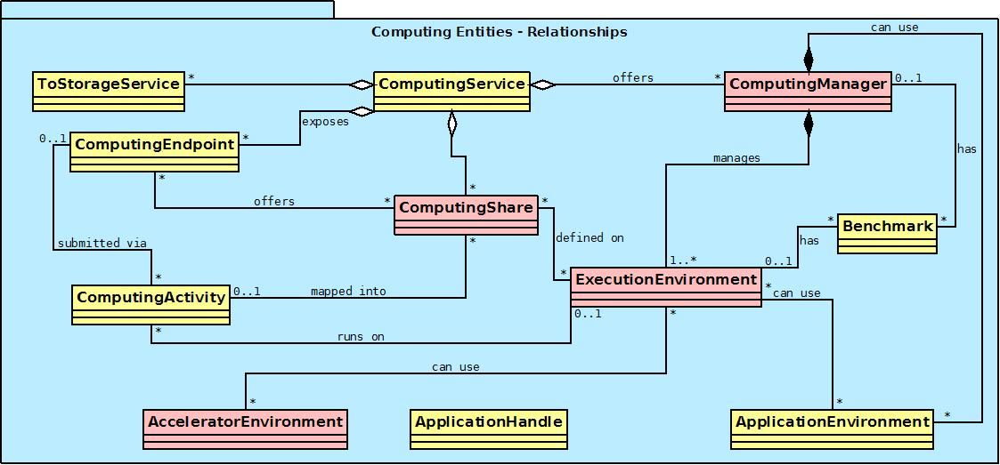 Computing Entities - Relationships
can use
ToStorageService
*
ComputingService
offers
*
ComputingManager
0..1
exposes
0..1
ComputingEndpoint
*
has
manages
*
offers
*
*
ComputingShare
*
*
defined on
*
Benchmark
*
has
submitted via
1..*
0..1
*
*
ExecutionEnvironment
*
ComputingActivity
0..1
mapped into
can use
0..1
*
*
runs on
can use
*
*
*
AcceleratorEnvironment
ApplicationHandle
ApplicationEnvironment